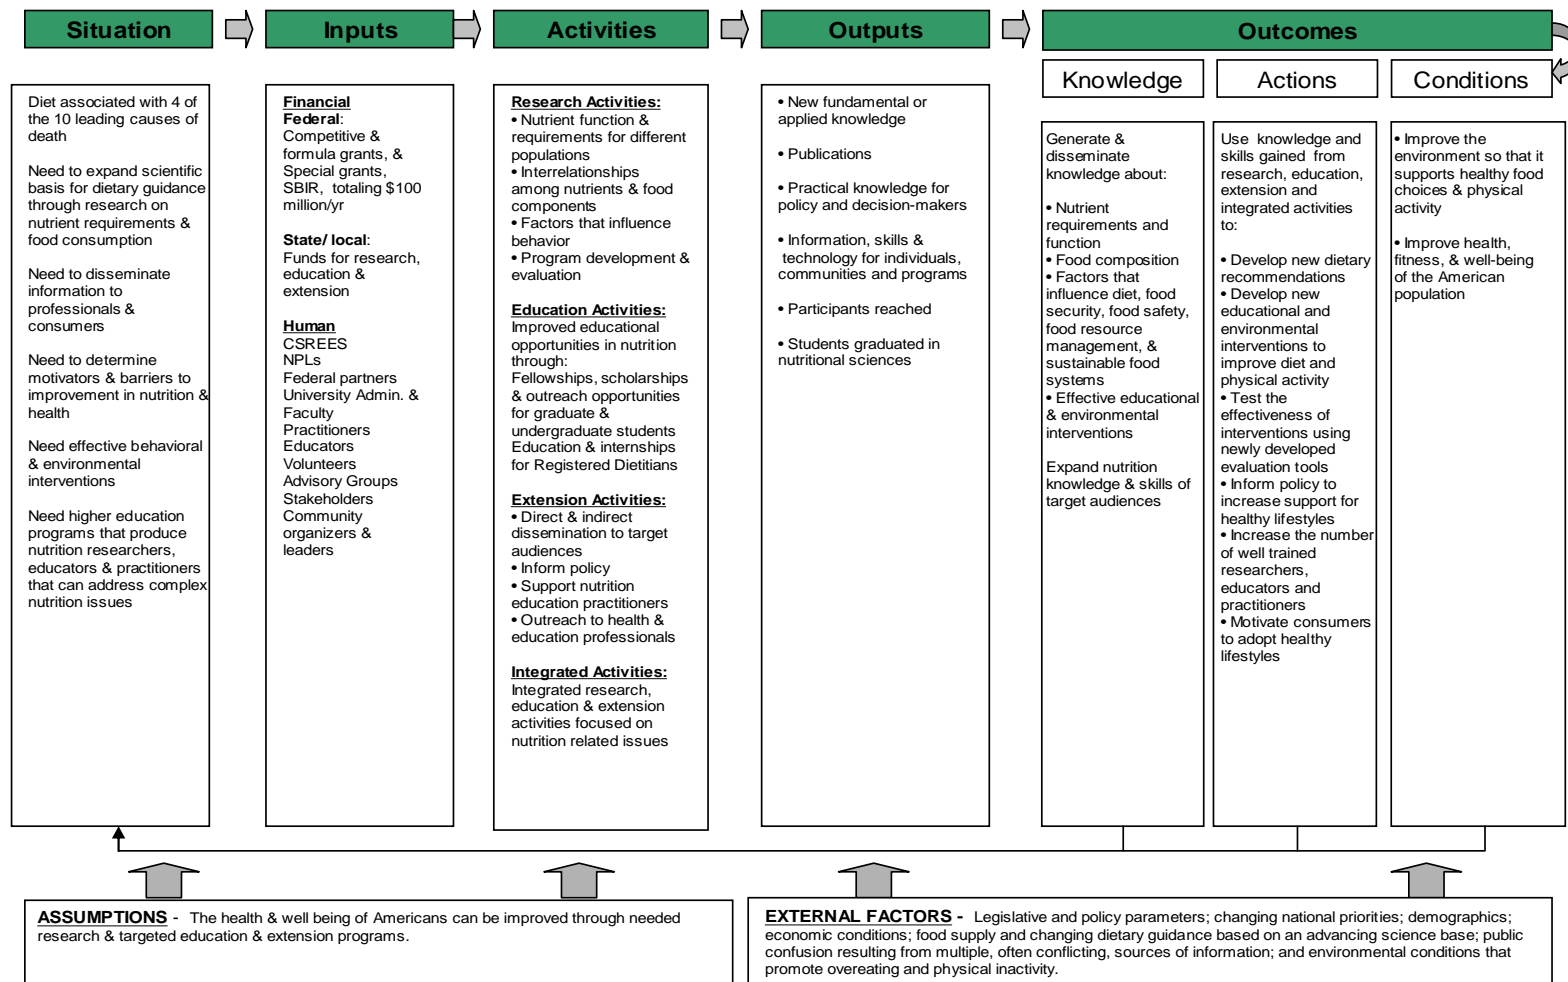 Situation
Inputs
Activities
Outputs
Outcomes
Knowledge
Actions
Conditions
Diet associated with 4 of
the 10 leading causes of
death
Need to expand scientific
basis for dietary guidance
through research on
nutrient requirements &
food consumption
Need to disseminate
information to
professionals &
consumers
Need to determine
motivators & barriers to
improvement in nutrition &
health
Need effective behavioral
& environmental
interventions
Need higher education
programs that produce
nutrition researchers,
educators & practitioners
that can address complex
nutrition issues
Financial
Federal:
Competitive &
formula grants, &
Special grants,
SBIR, totaling $100
million/yr
State/ local:
Funds for research,
education &
extension
Human
CSREES
NPLs
Federal partners
University Admin. &
Faculty
Practitioners
Educators
Volunteers
Advisory Groups
Stakeholders
Community
organizers &
leaders
Research Activities:
• Nutrient function &
requirements for different
populations
• Interrelationships
among nutrients & food
components
• Factors that influence
behavior
• Program development &
evaluation
Education Activities:
Improved educational
opportunities in nutrition
through:
Fellowships, scholarships
& outreach opportunities
for graduate &
undergraduate students
Education & internships
for Registered Dietitians
Extension Activities:
• Direct & indirect
dissemination to target
audiences
• Inform policy
• Support nutrition
education practitioners
• Outreach to health &
education professionals
Integrated Activities:
Integrated research,
education & extension
activities focused on
nutrition related issues
• New fundamental or
applied knowledge
• Publications
• Practical knowledge for
policy and decision-makers
• Information, skills &
technology for individuals,
communities and programs
• Participants reached
• Students graduated in
nutritional sciences
Generate &
disseminate
knowledge about:
• Nutrient
requirements and
function
• Food composition
• Factors that
influence diet, food
security, food safety,
food resource
management, &
sustainable food
systems
• Effective educational
& environmental
interventions
Expand nutrition
knowledge & skills of
target audiences
Use knowledge and
skills gained from
research, education,
extension and
integrated activities
to:
• Develop new dietary
recommendations
• Develop new
educational and
environmental
interventions to
improve diet and
physical activity
• Test the
effectiveness of
interventions using
newly developed
evaluation tools
• Inform policy to
increase support for
healthy lifestyles
• Increase the number
of well trained
researchers,
educators and
practitioners
• Motivate consumers
to adopt healthy
lifestyles
• Improve the
environment so that it
supports healthy food
choices & physical
activity
• Improve health,
fitness, & well-being
of the American
population
ASSUMPTIONS - The health & well being of Americans can be improved through needed
research & targeted education & extension programs.
EXTERNAL FACTORS - Legislative and policy parameters; changing national priorities; demographics;
economic conditions; food supply and changing dietary guidance based on an advancing science base; public
confusion resulting from multiple, often conflicting, sources of information; and environmental conditions that
promote overeating and physical inactivity.